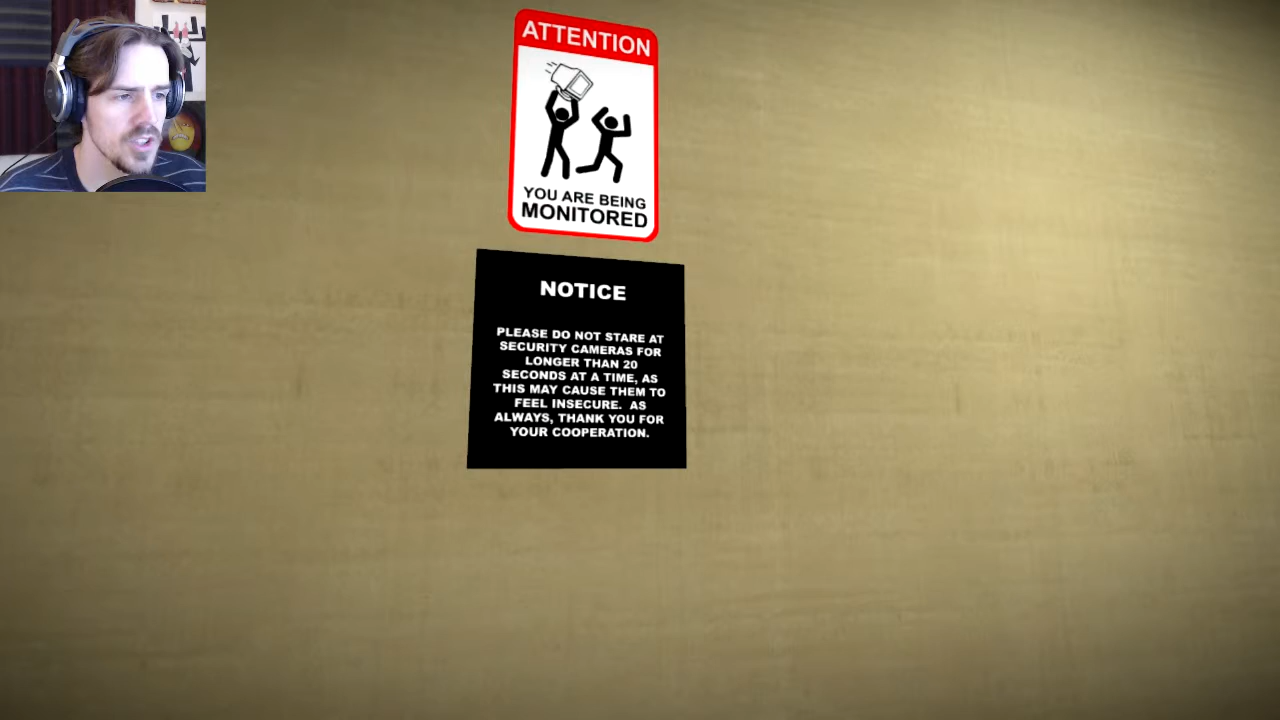 ATTENTION
YOU ARE BEING
MONITORED
NOTICE
PLEASE DO NOT STARE AT
SECURITY CAMERAS FOR
LONGER THAN 20
SECONDS AT A TIME, AS
THIS MAY CAUSE THEM TO
FEEL INSECURE. AS
ALWAYS, THANK YOU FOR
YOUR COOPERATION.